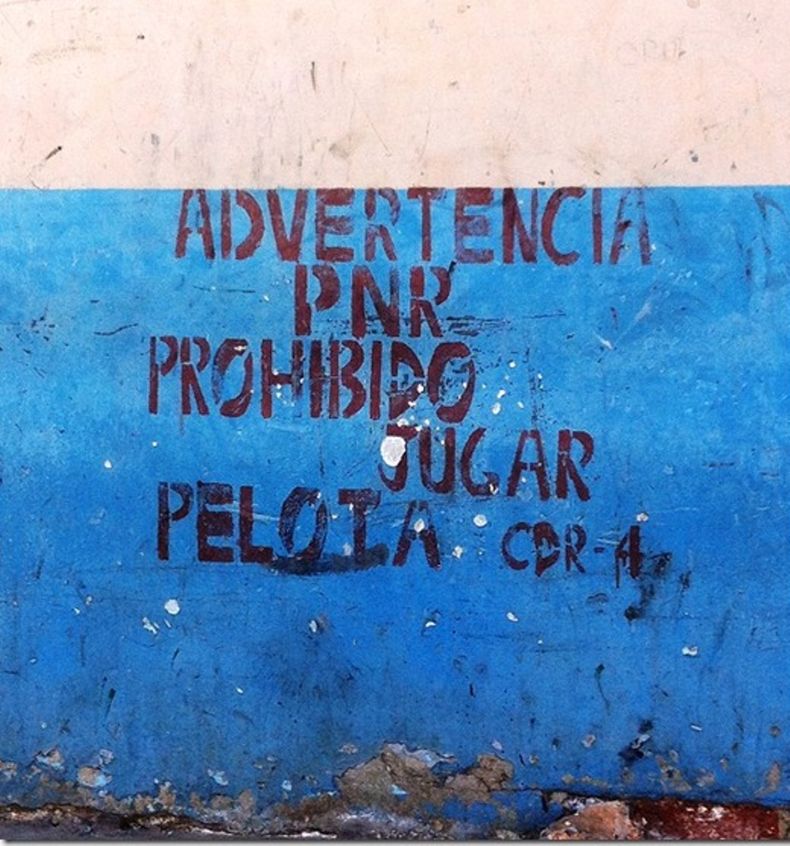 ADVERTENCIA
PNR
PROHIBIDO
JUGAR
PELOTA CDR-4